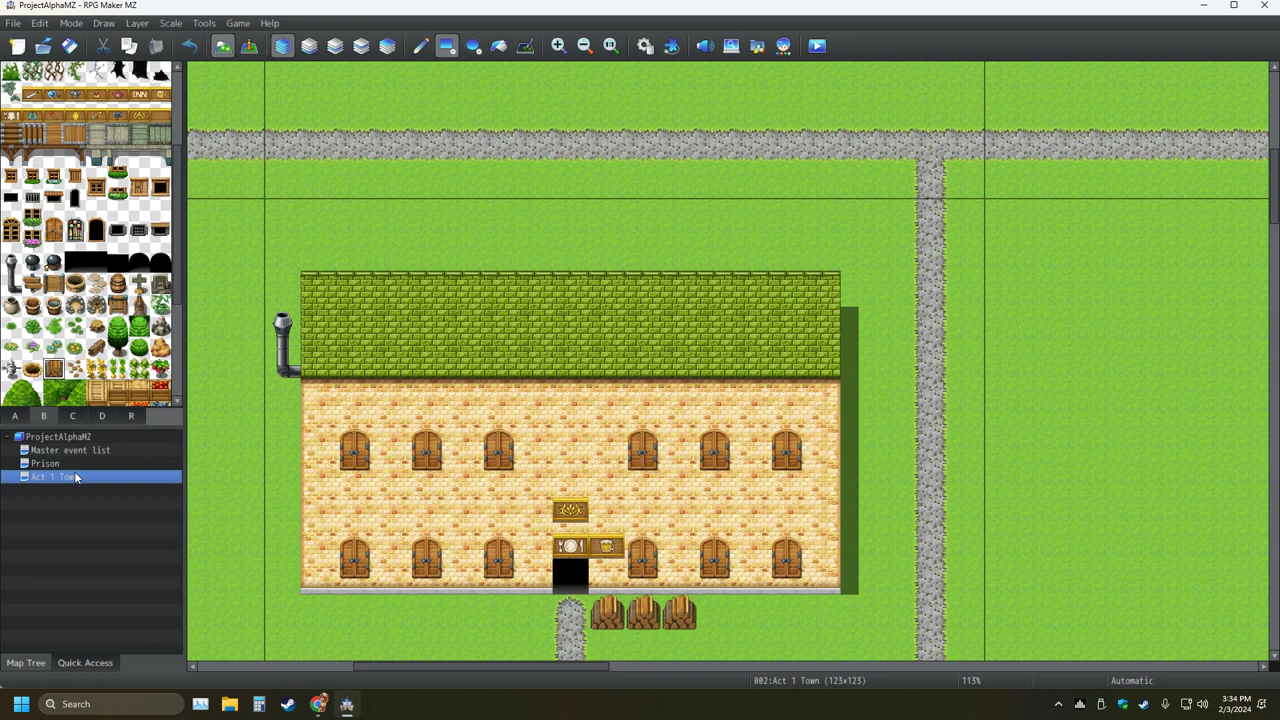 ProjectAlphaMZ - RPG Maker MZ
File Edit Mode Draw Layer Scale Tools Game Help
INN
A B C D R
ProjectAlphaMZ
Master event list
Prison
Act 1 Town
Map Tree Quick Access
002:Act 1 Town (123x123) 113% Automatic
Search
3:34 PM
2/3/2024